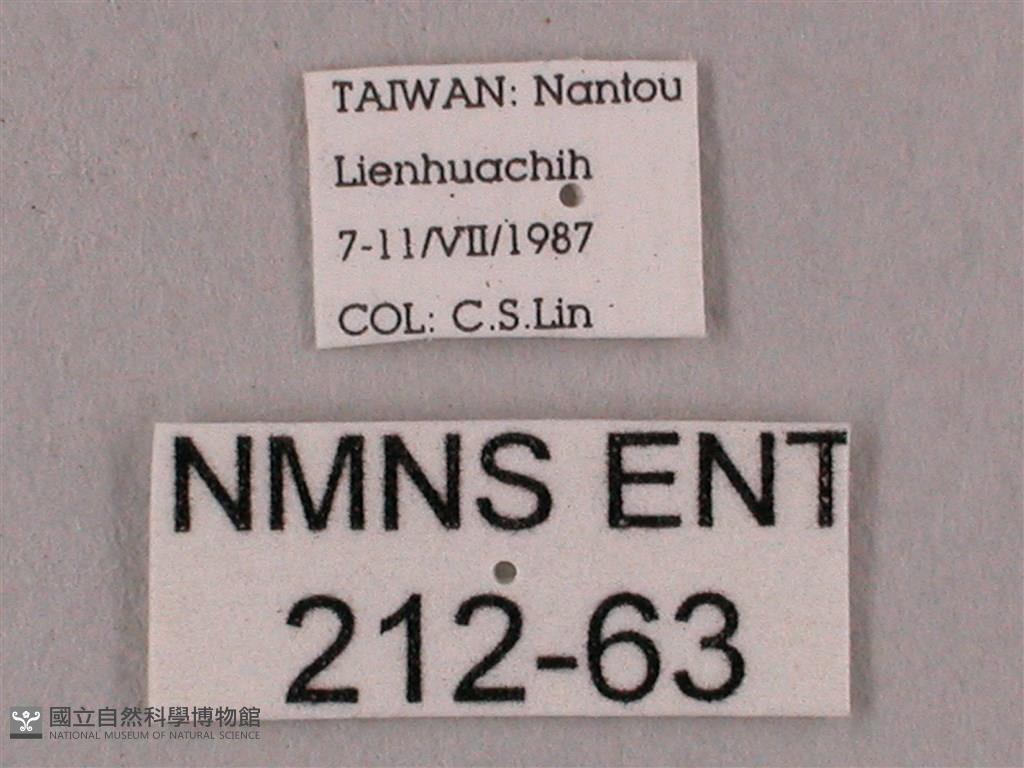 TAIWAN: Nantou
Lienhuachih
7-11/VII/1987
COL: C.S.Lin
NMNS ENT
212-63
國立自然科學博物館
NATIONAL MUSEUM OF NATURAL SCIENCE